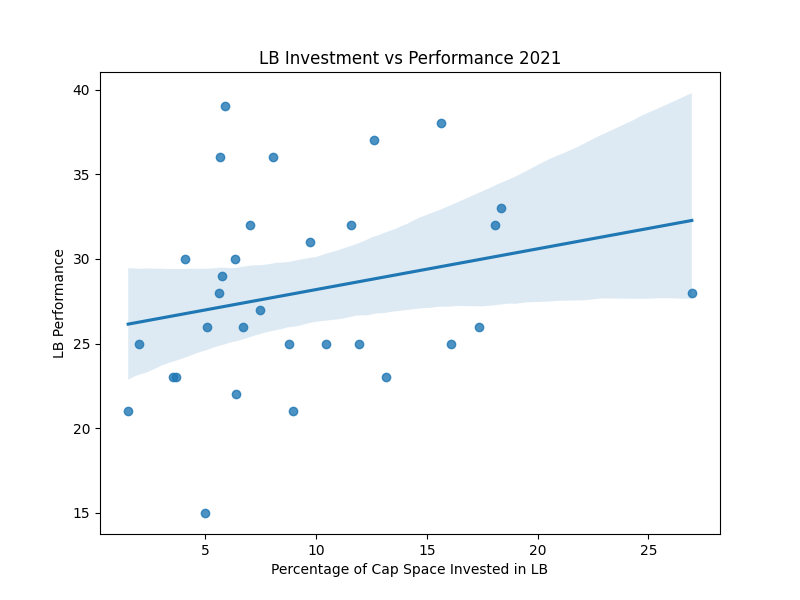 LB Investment vs Performance 2021
40
35
30
25
20
15
LB Performance
5 10 15 20 25
Percentage of Cap Space Invested in LB